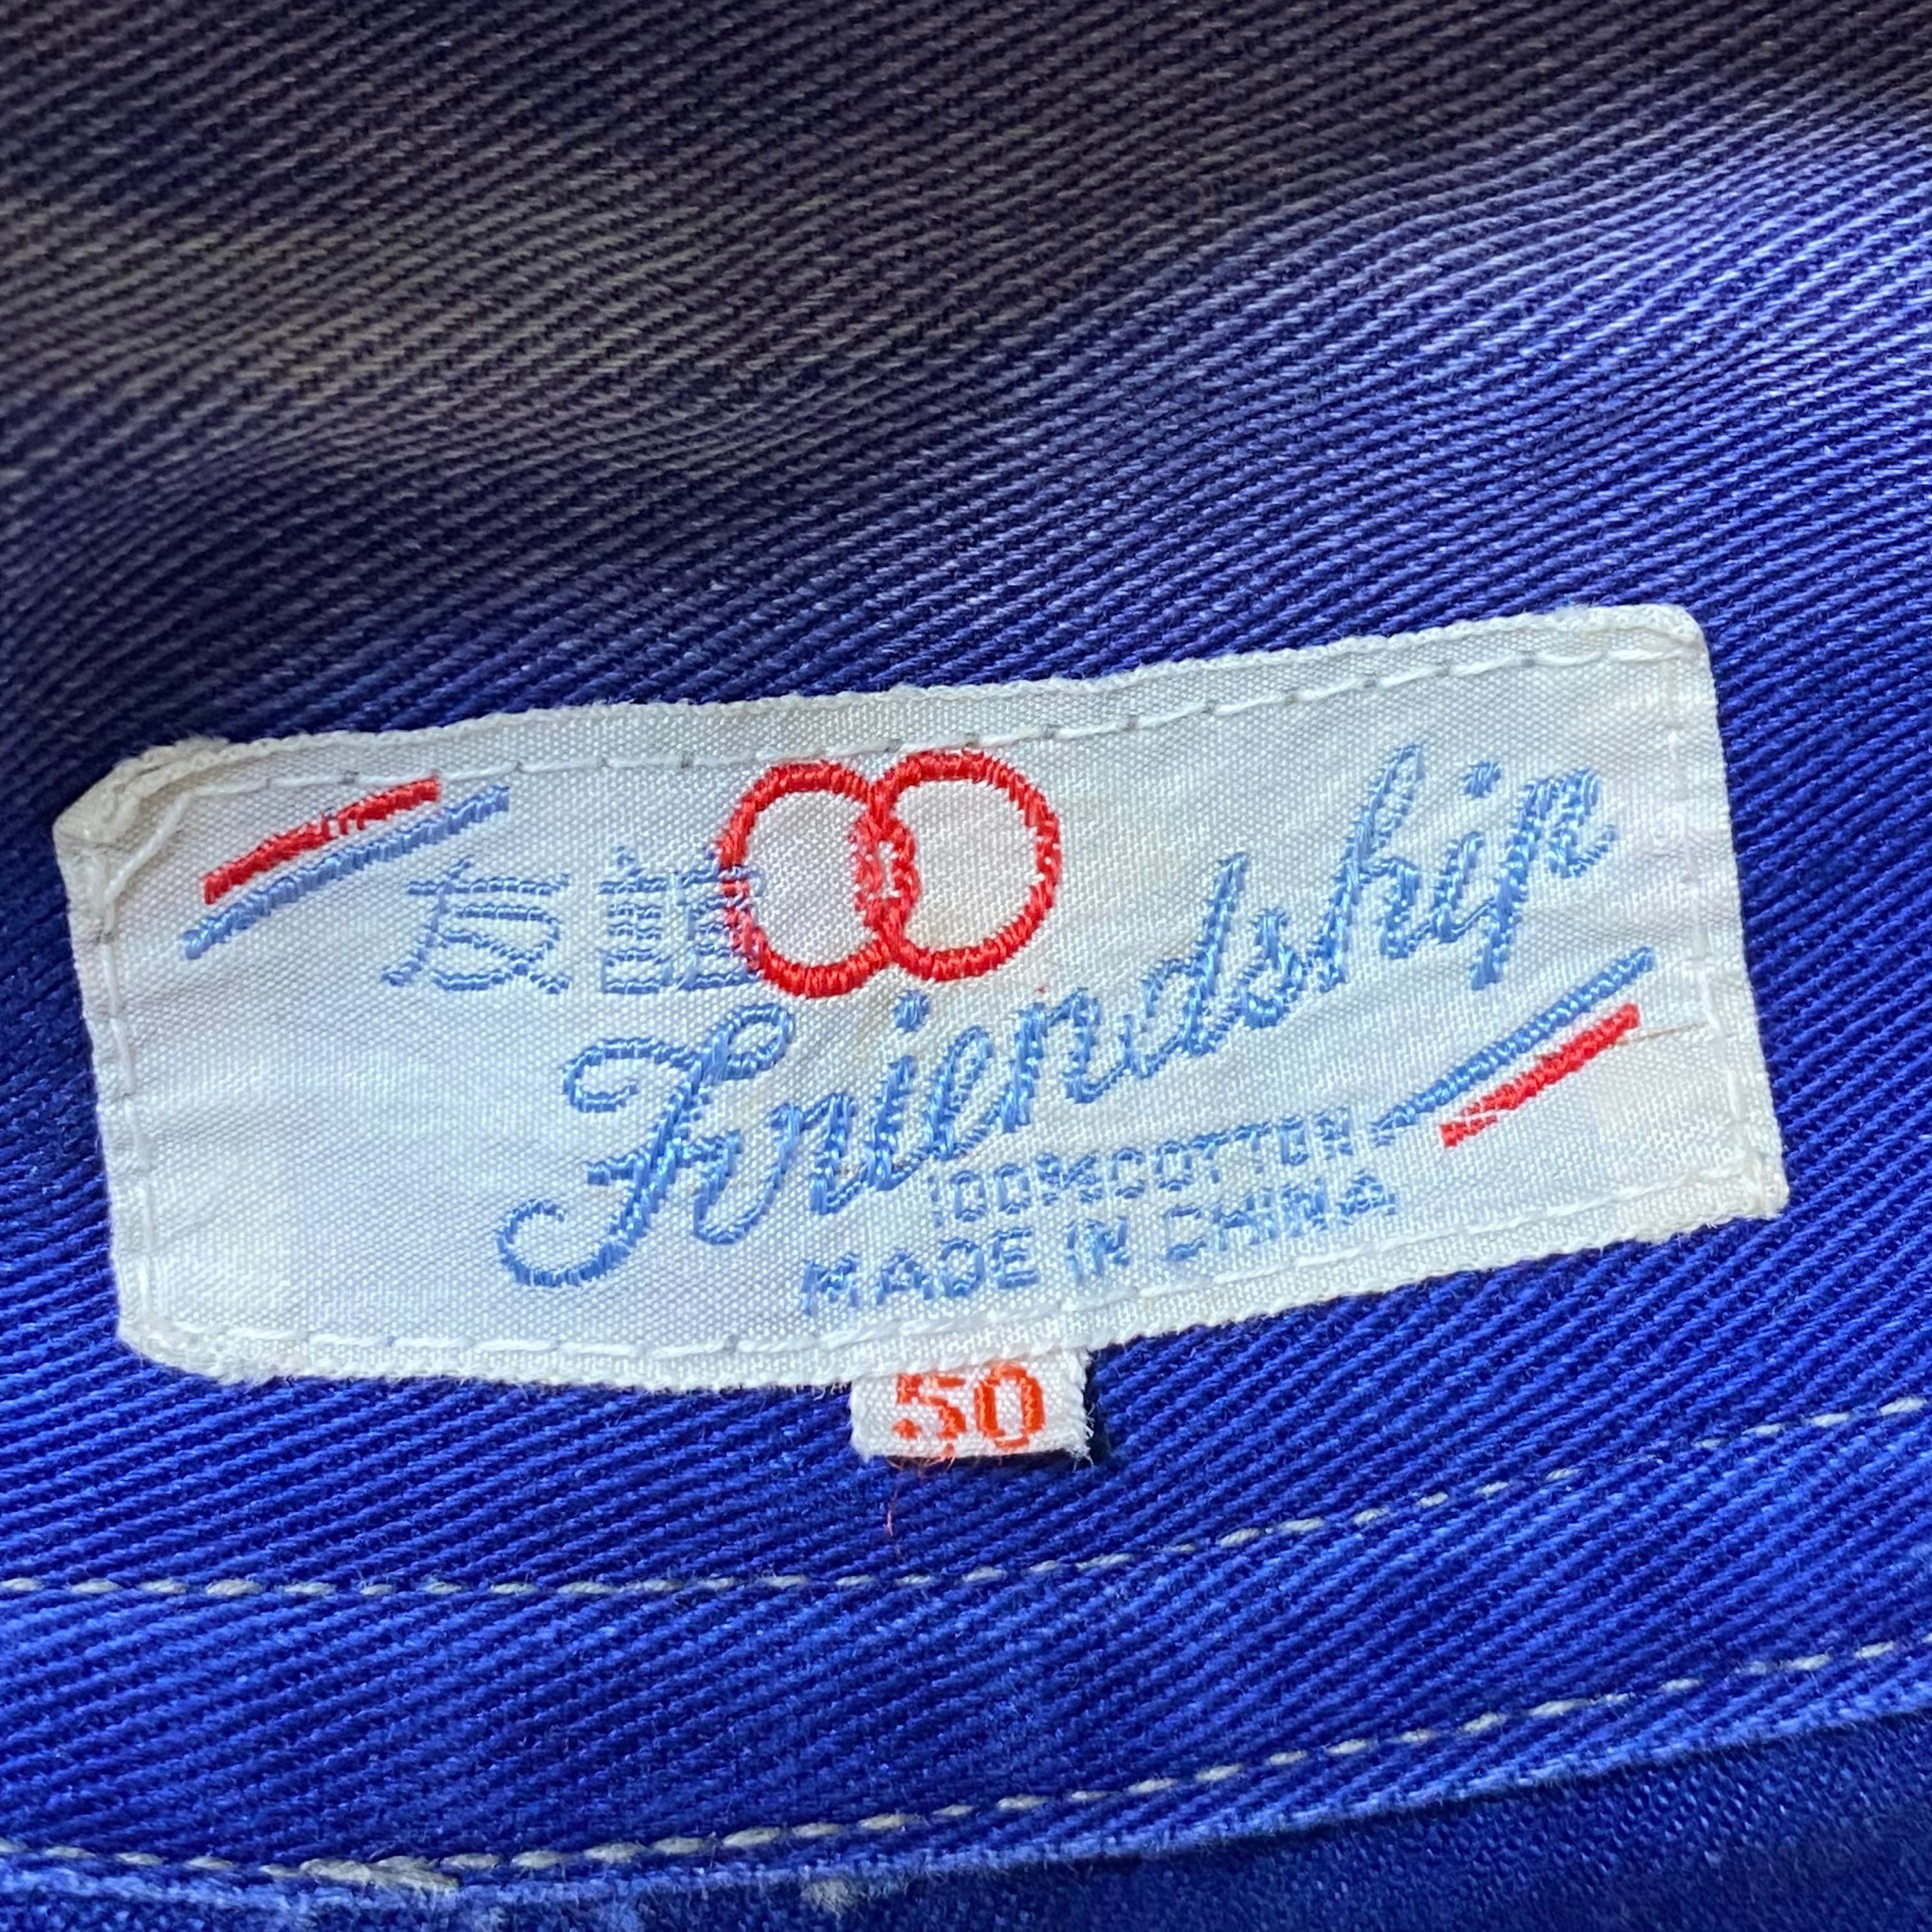 友誼
Friendship
100%COTTON
MADE IN CHINA
50